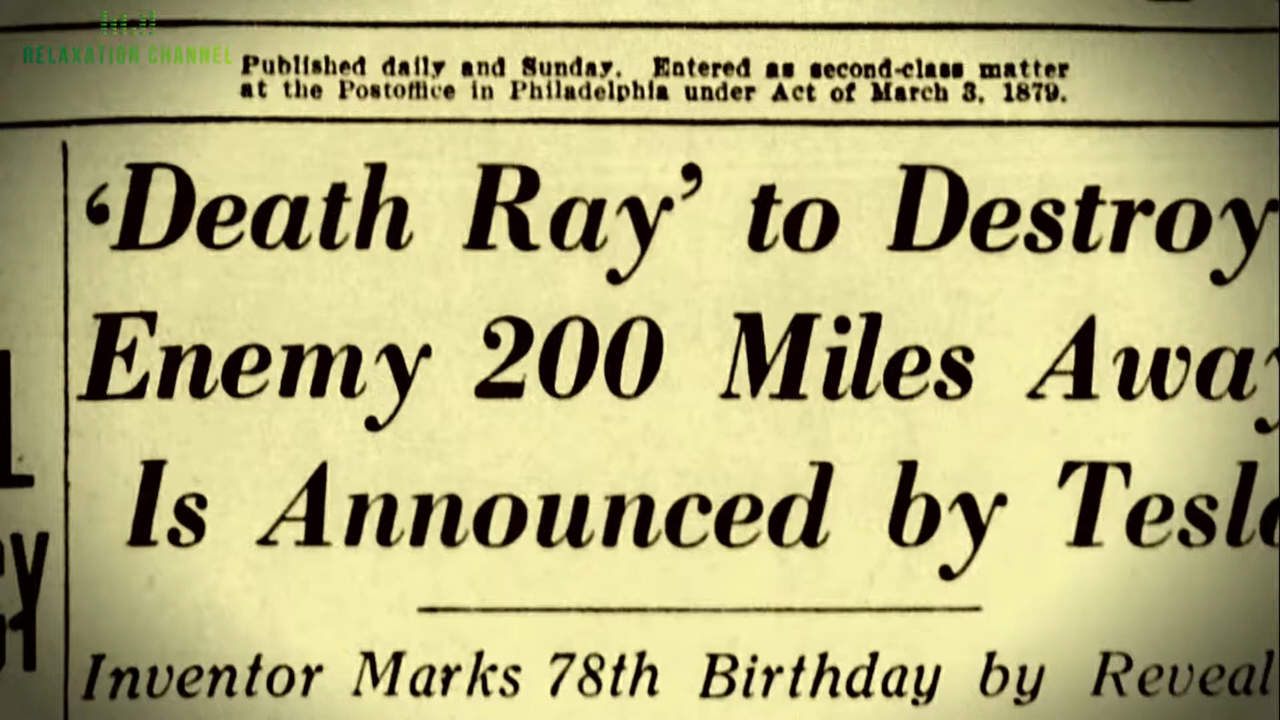 RELAXATION CHANNEL
Published daily and Sunday. Entered as second-class matter
at the Postoffice in Philadelphia under Act of March 3, 1879.
‘Death Ray’ to Destroy
Enemy 200 Miles Away
Is Announced by Tesla
Inventor Marks 78th Birthday by Reveal